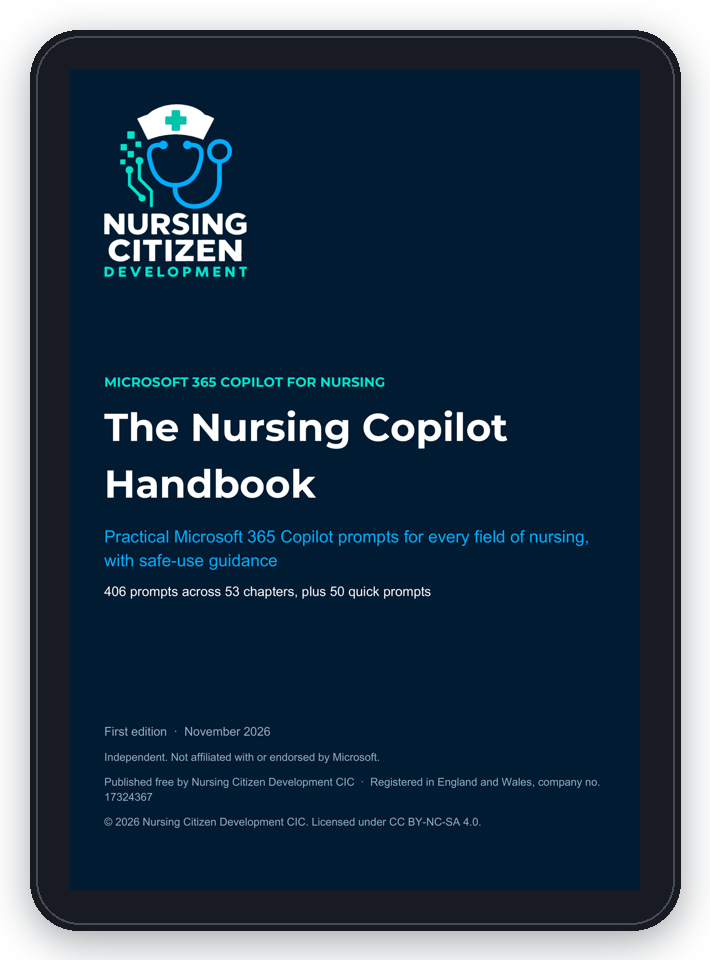 NURSING
CITIZEN
DEVELOPMENT
MICROSOFT 365 COPILOT FOR NURSING
The Nursing Copilot
Handbook
Practical Microsoft 365 Copilot prompts for every field of nursing,
with safe-use guidance
406 prompts across 53 chapters, plus 50 quick prompts
First edition · November 2026
Independent. Not affiliated with or endorsed by Microsoft.
Published free by Nursing Citizen Development CIC · Registered in England and Wales, company no.
17324367
© 2026 Nursing Citizen Development CIC. Licensed under CC BY-NC-SA 4.0.